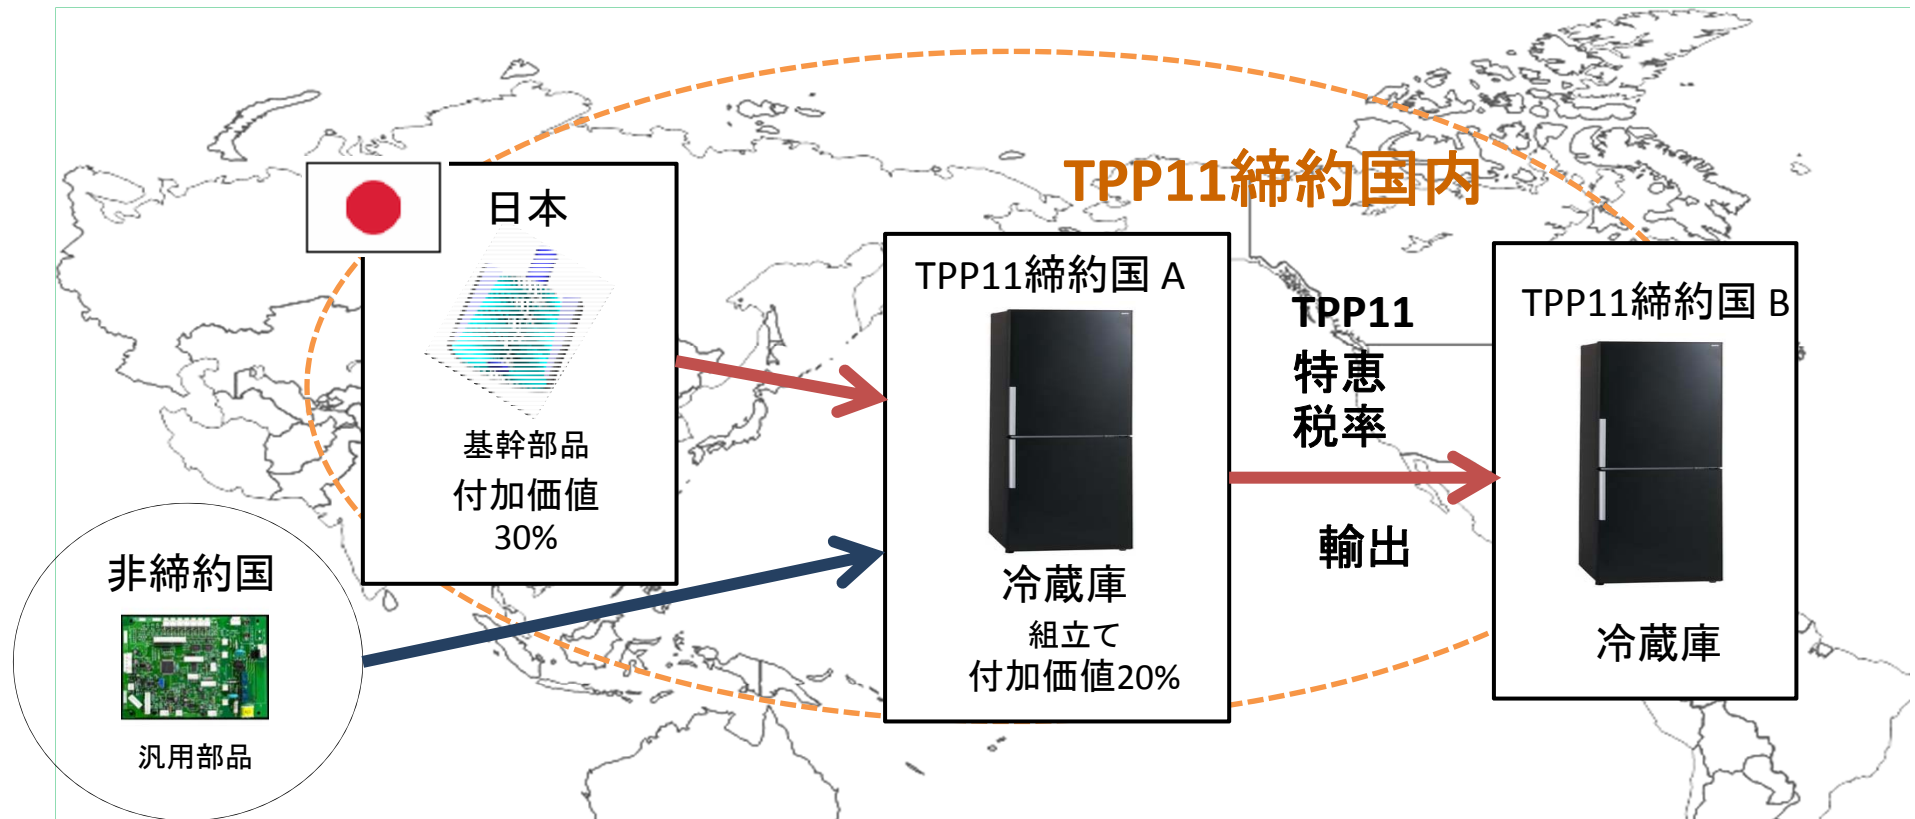 TPP11締約国内
日本
基幹部品
付加価値
30%
非締約国
汎用部品
TPP11締約国 A
冷蔵庫
組立て
付加価値20%
TPP11
特恵
税率
輸出
TPP11締約国 B
冷蔵庫